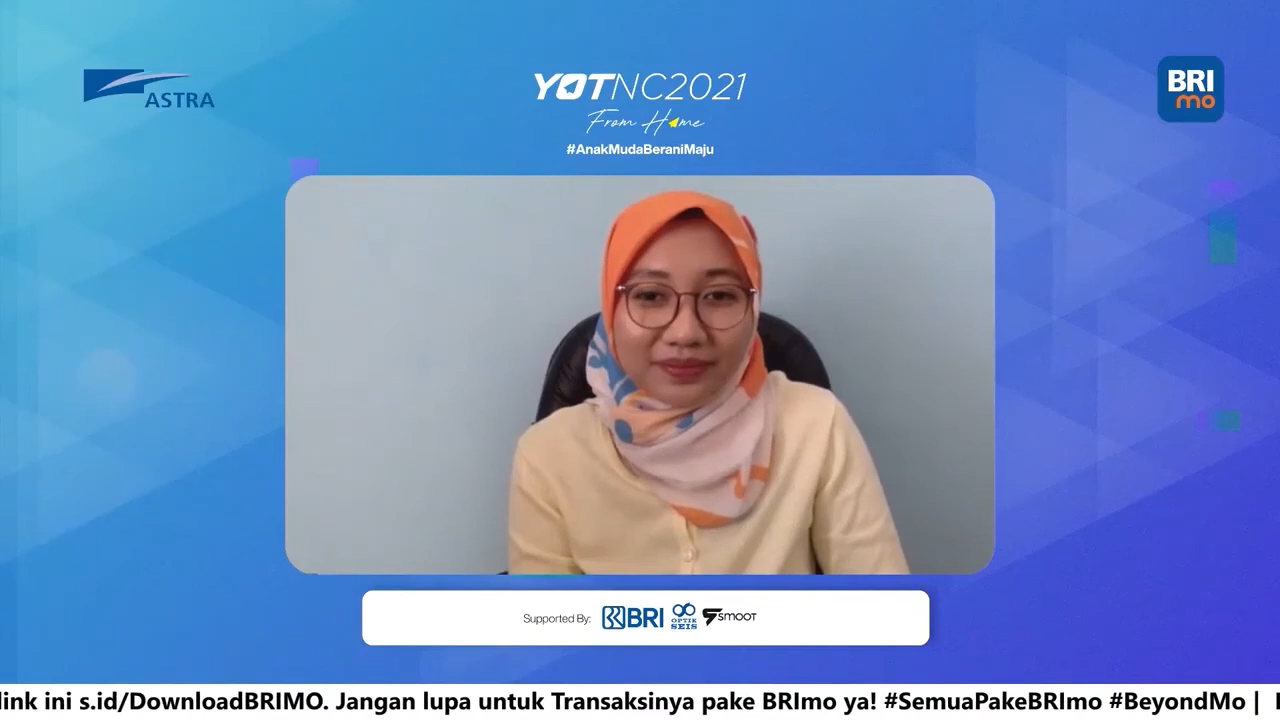 ASTRA
YOTNC2021
From Home
#AnakMudaBeraniMaju
BRI
mo
Supported By: BRI OPTIK SEIS SMOOT
link ini s.id/DownloadBRIMO. Jangan lupa untuk Transaksinya pake BRImo ya! #SemuaPakeBRImo #BeyondMo |